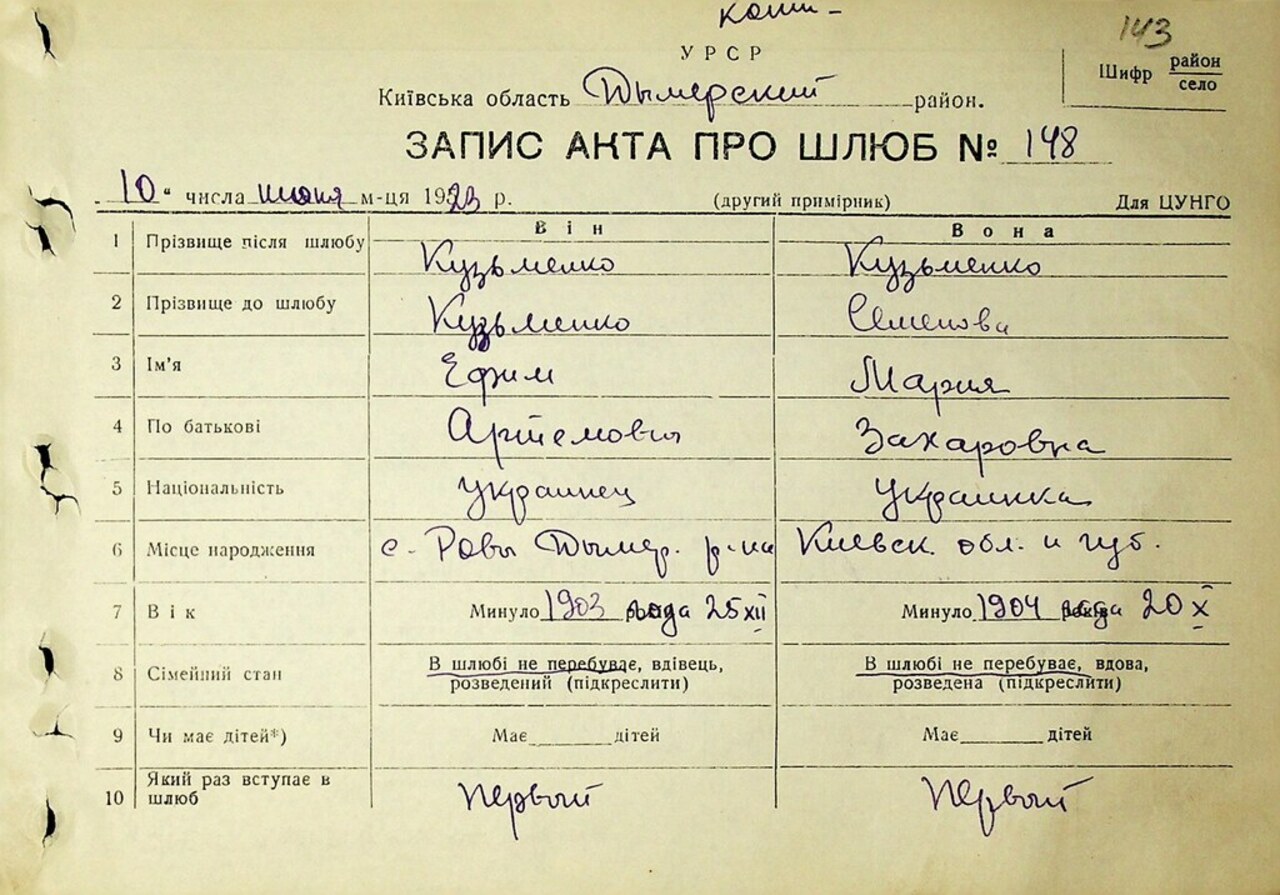 копи-
143
УРСР
Шифр район
село
Київська область Дымерский район.
ЗАПИС АКТА ПРО ШЛЮБ № 148
10 " числа июня м-ця 1923 р. (другий примірник) Для ЦУНГО
Він Вона
1 Прізвище після шлюбу Кузьменко Кузьменко
2 Прізвище до шлюбу Кузьменко Семенова
3 Ім'я Ефим Мария
4 По батькові Артемович Захаровна
5 Національність украинец украинка
6 Місце народження с. Ровы Дымер. р-на Киевск. обл. и губ.
7 Вік Минуло 1903 года 25 XII Минуло 1904 года 20 X
8 Сімейний стан В шлюбі не перебуває, вдівець, В шлюбі не перебуває, вдова,
розведений (підкреслити) розведена (підкреслити)
9 Чи має дітей*) Має дітей Має дітей
10 Який раз вступає в
шлюб первый первый